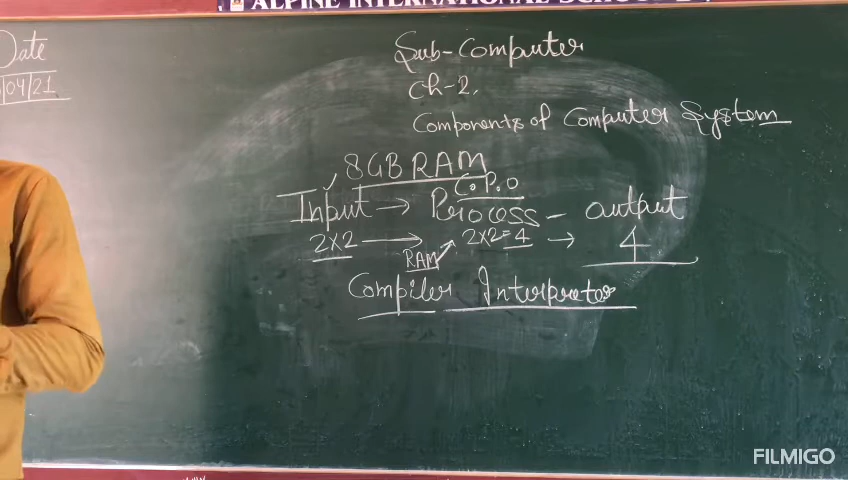 ALPINE INTERNATIONAL SCHOOL
Date
/04/21
Sub-Computer
Ch-2.
Components of Computer System
8GB RAM
C.P.O
Input → Process - output
2x2 → 2x2=4 → 4
RAM
Compiler Interpreter
FILMIGO